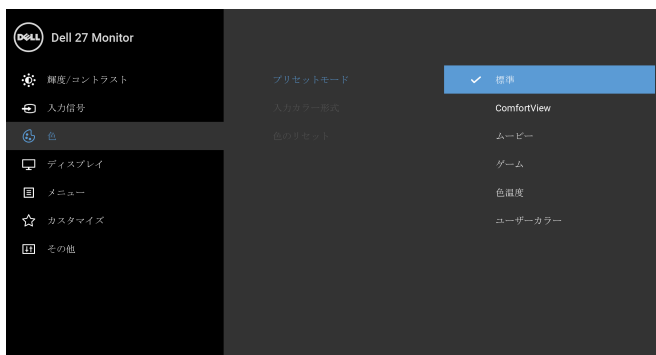 DELL
Dell 27 Monitor
輝度/コントラスト
入力信号
色
ディスプレイ
メニュー
カスタマイズ
その他
プリセットモード
入力カラー形式
色のリセット
標準
ComfortView
ムービー
ゲーム
色温度
ユーザーカラー